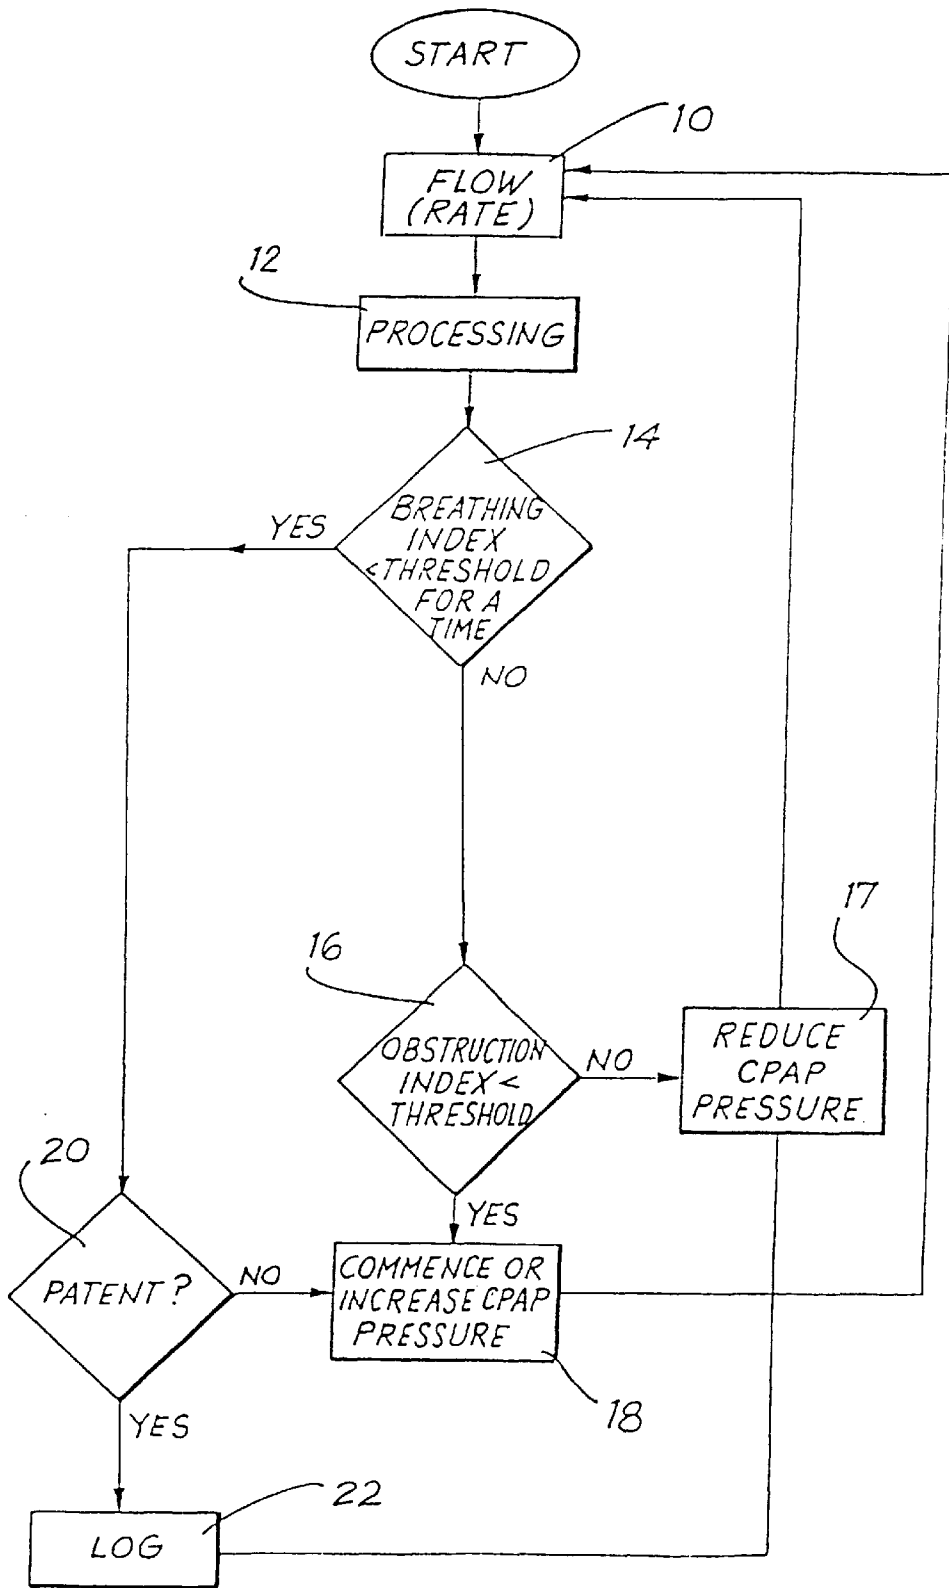 START
10
FLOW
(RATE)
12
PROCESSING
14
BREATHING
INDEX
<THRESHOLD
FOR A
TIME
YES
NO
16
OBSTRUCTION
INDEX <
THRESHOLD
NO
17
REDUCE
CPAP
PRESSURE
YES
20
PATENT?
NO
COMMENCE OR
INCREASE CPAP
PRESSURE
18
YES
22
LOG